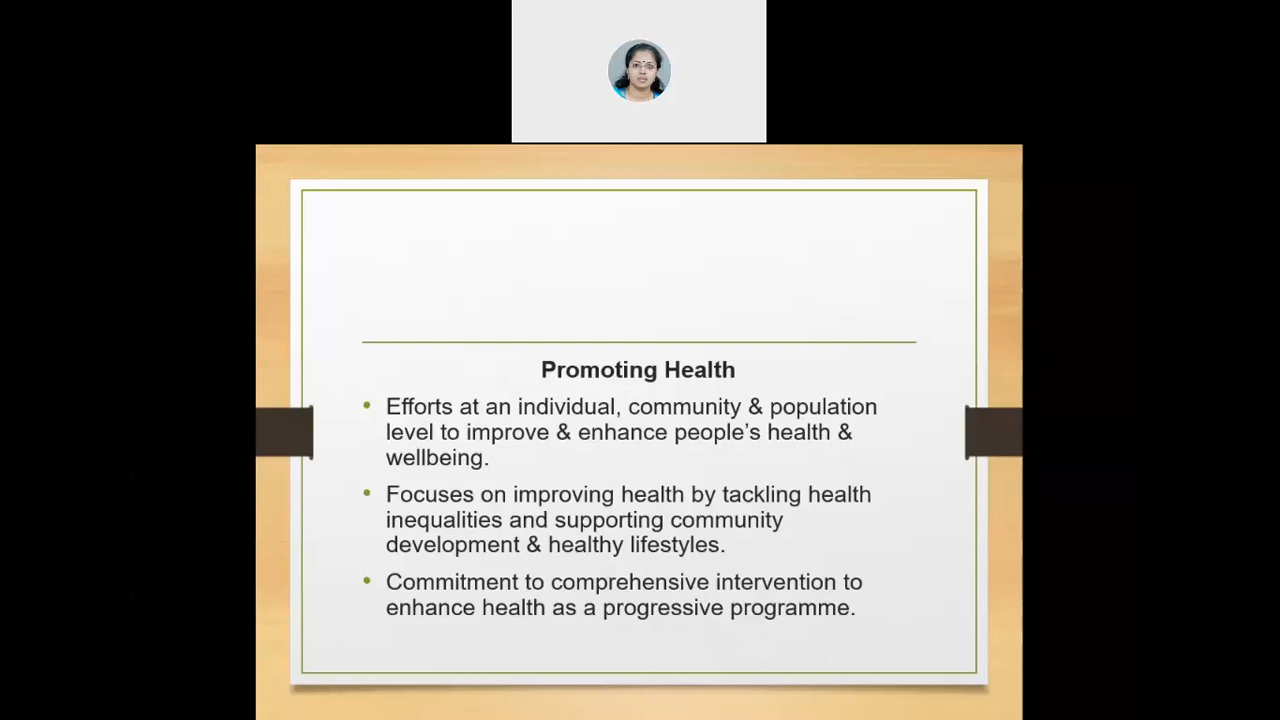 Promoting Health
• Efforts at an individual, community & population
level to improve & enhance people’s health &
wellbeing.
• Focuses on improving health by tackling health
inequalities and supporting community
development & healthy lifestyles.
• Commitment to comprehensive intervention to
enhance health as a progressive programme.